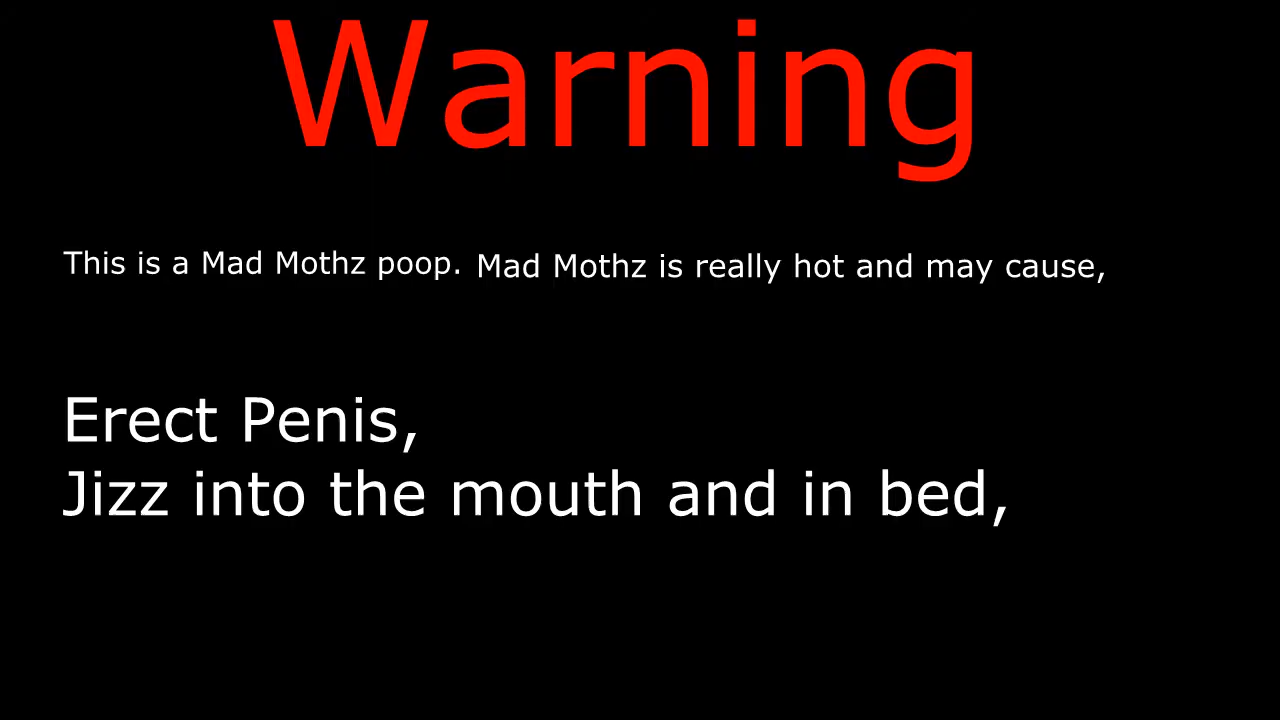 Warning
This is a Mad Mothz poop. Mad Mothz is really hot and may cause,
Erect Penis,
Jizz into the mouth and in bed,